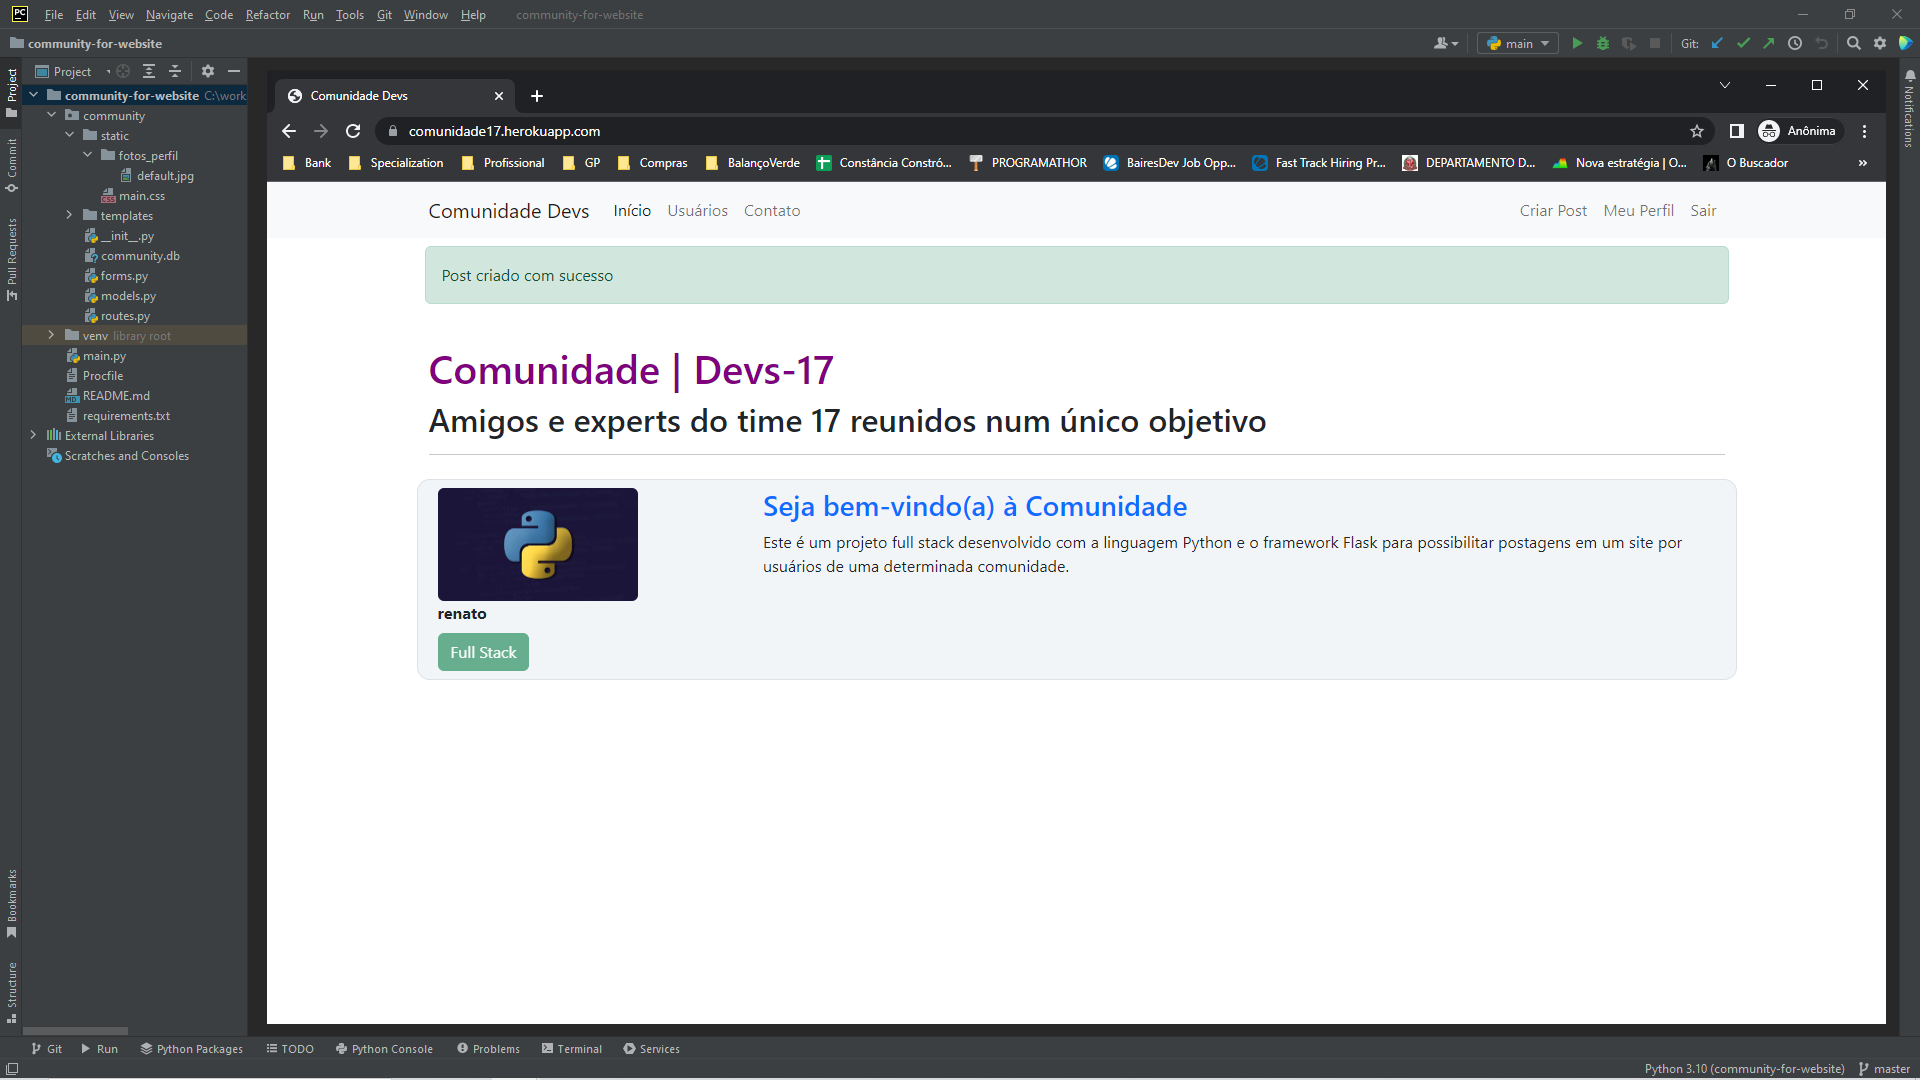 PC File Edit View Navigate Code Refactor Run Tools Git Window Help community-for-website
community-for-website
main Git:
Project
Project
Commit
Pull Requests
Bookmarks
Structure
Notifications
community-for-website C:\work
community
static
fotos_perfil
default.jpg
main.css
templates
__init__.py
community.db
forms.py
models.py
routes.py
venv library root
main.py
Procfile
README.md
requirements.txt
External Libraries
Scratches and Consoles
Comunidade Devs
comunidade17.herokuapp.com Anônima
Bank Specialization Profissional GP Compras BalançoVerde Constância Constró... PROGRAMATHOR BairesDev Job Opp... Fast Track Hiring Pr... DEPARTAMENTO D... Nova estratégia | O... O Buscador »
Comunidade Devs Início Usuários Contato Criar Post Meu Perfil Sair
Post criado com sucesso
Comunidade | Devs-17
Amigos e experts do time 17 reunidos num único objetivo
Seja bem-vindo(a) à Comunidade
Este é um projeto full stack desenvolvido com a linguagem Python e o framework Flask para possibilitar postagens em um site por
usuários de uma determinada comunidade.
renato
Full Stack
Git Run Python Packages TODO Python Console Problems Terminal Services
Python 3.10 (community-for-website) master